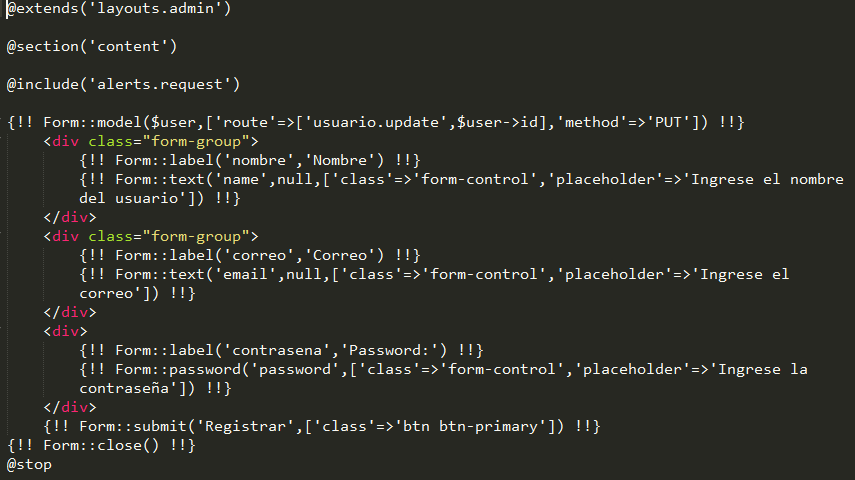 @extends('layouts.admin')
@section('content')
@include('alerts.request')
{!! Form::model($user,['route'=>['usuario.update',$user->id],'method'=>'PUT']) !!}
<div class="form-group">
{!! Form::label('nombre','Nombre') !!}
{!! Form::text('name',null,['class'=>'form-control','placeholder'=>'Ingrese el nombre
del usuario']) !!}
</div>
<div class="form-group">
{!! Form::label('correo','Correo') !!}
{!! Form::text('email',null,['class'=>'form-control','placeholder'=>'Ingrese el
correo']) !!}
</div>
<div>
{!! Form::label('contrasena','Password:') !!}
{!! Form::password('password',['class'=>'form-control','placeholder'=>'Ingrese la
contraseña']) !!}
</div>
{!! Form::submit('Registrar',['class'=>'btn btn-primary']) !!}
{!! Form::close() !!}
@stop